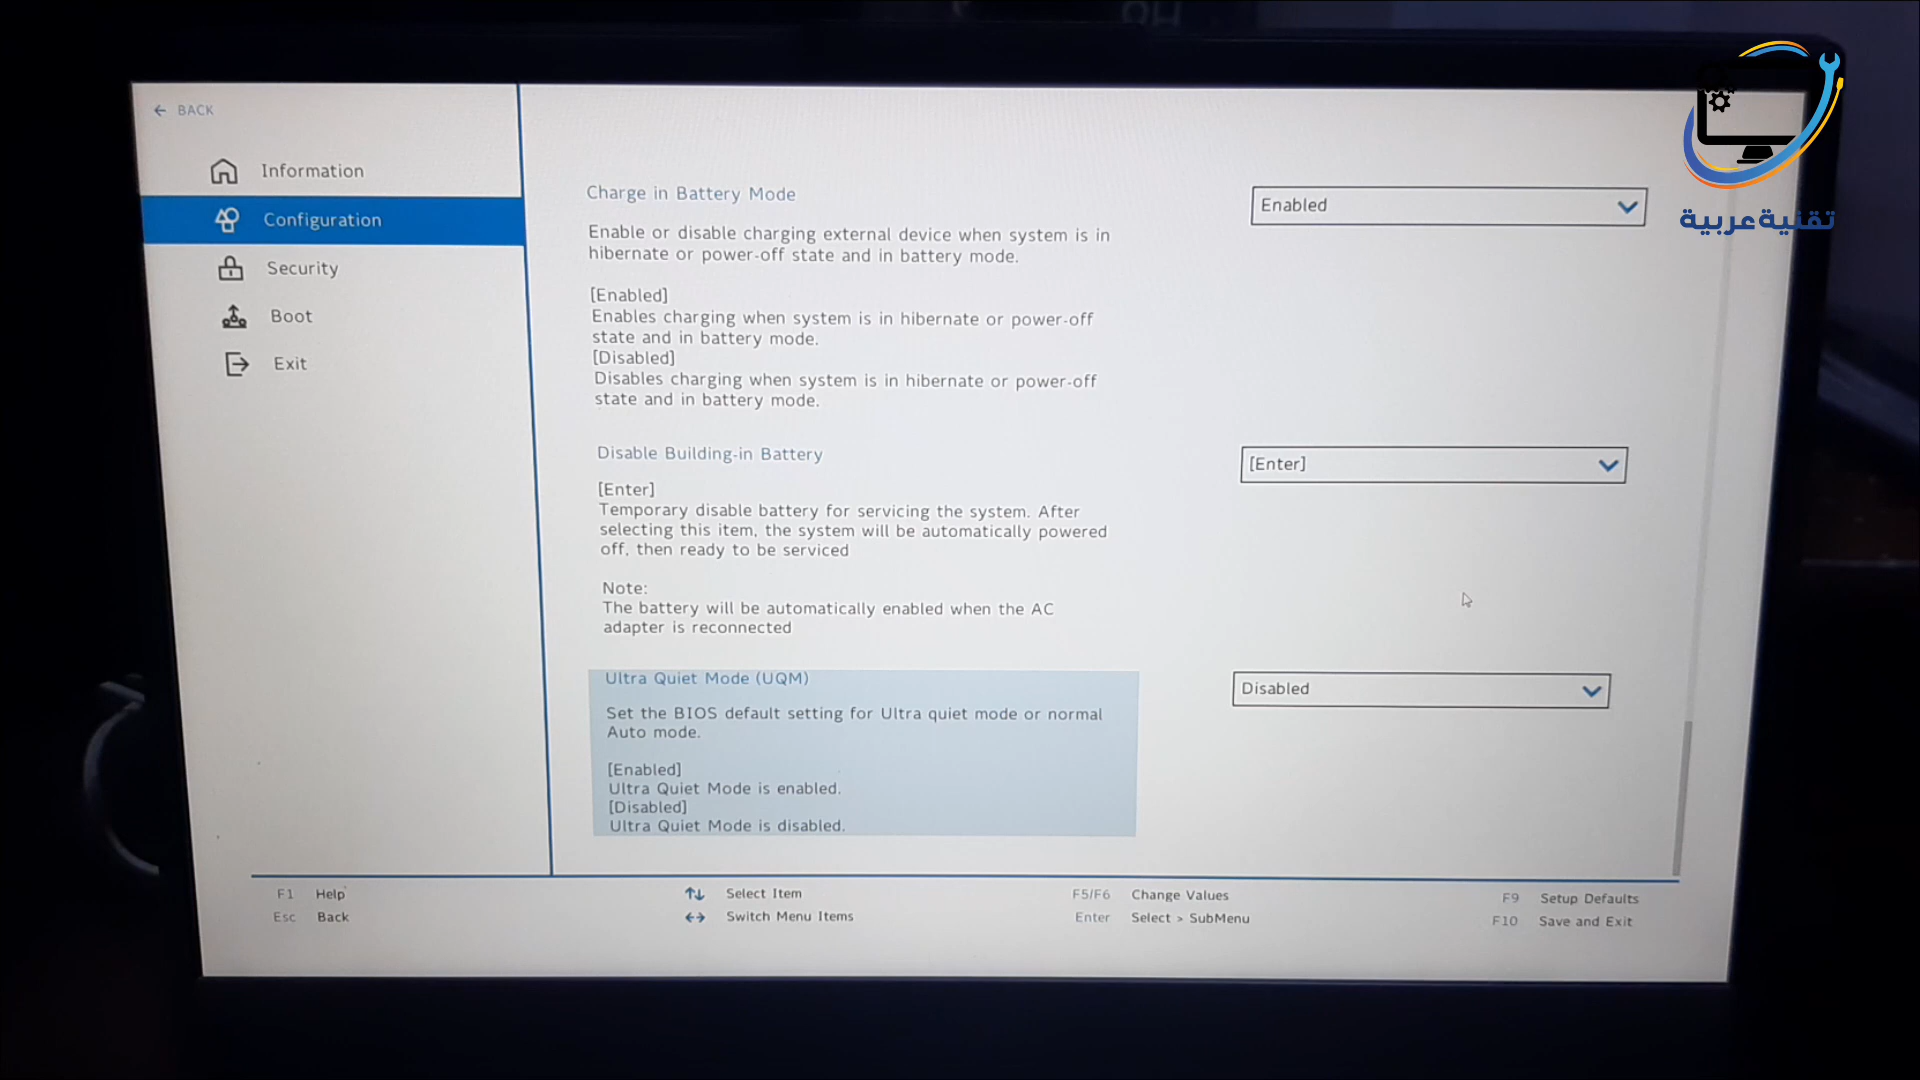 BACK
Information
Configuration
Security
Boot
Exit
Charge in Battery Mode
Enabled
Enable or disable charging external device when system is in
hibernate or power-off state and in battery mode.
[Enabled]
Enables charging when system is in hibernate or power-off
state and in battery mode.
[Disabled]
Disables charging when system is in hibernate or power-off
state and in battery mode.
Disable Building-in Battery
[Enter]
[Enter]
Temporary disable battery for servicing the system. After
selecting this item, the system will be automatically powered
off, then ready to be serviced
Note:
The battery will be automatically enabled when the AC
adapter is reconnected
Ultra Quiet Mode (UQM)
Disabled
Set the BIOS default setting for Ultra quiet mode or normal
Auto mode.
[Enabled]
Ultra Quiet Mode is enabled.
[Disabled]
Ultra Quiet Mode is disabled.
F1 Help
Esc Back
Select Item
Switch Menu Items
F5/F6 Change Values
Enter Select > SubMenu
F9 Setup Defaults
F10 Save and Exit
تقنية عربية